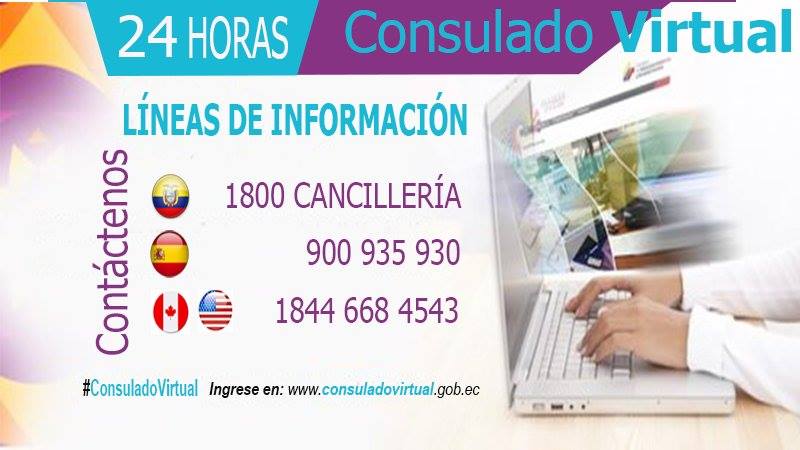 24 HORAS
Consulado Virtual
LÍNEAS DE INFORMACIÓN
Contáctenos
1800 CANCILLERÍA
900 935 930
1844 668 4543
#ConsuladoVirtual Ingrese en: www.consuladovirtual.gob.ec